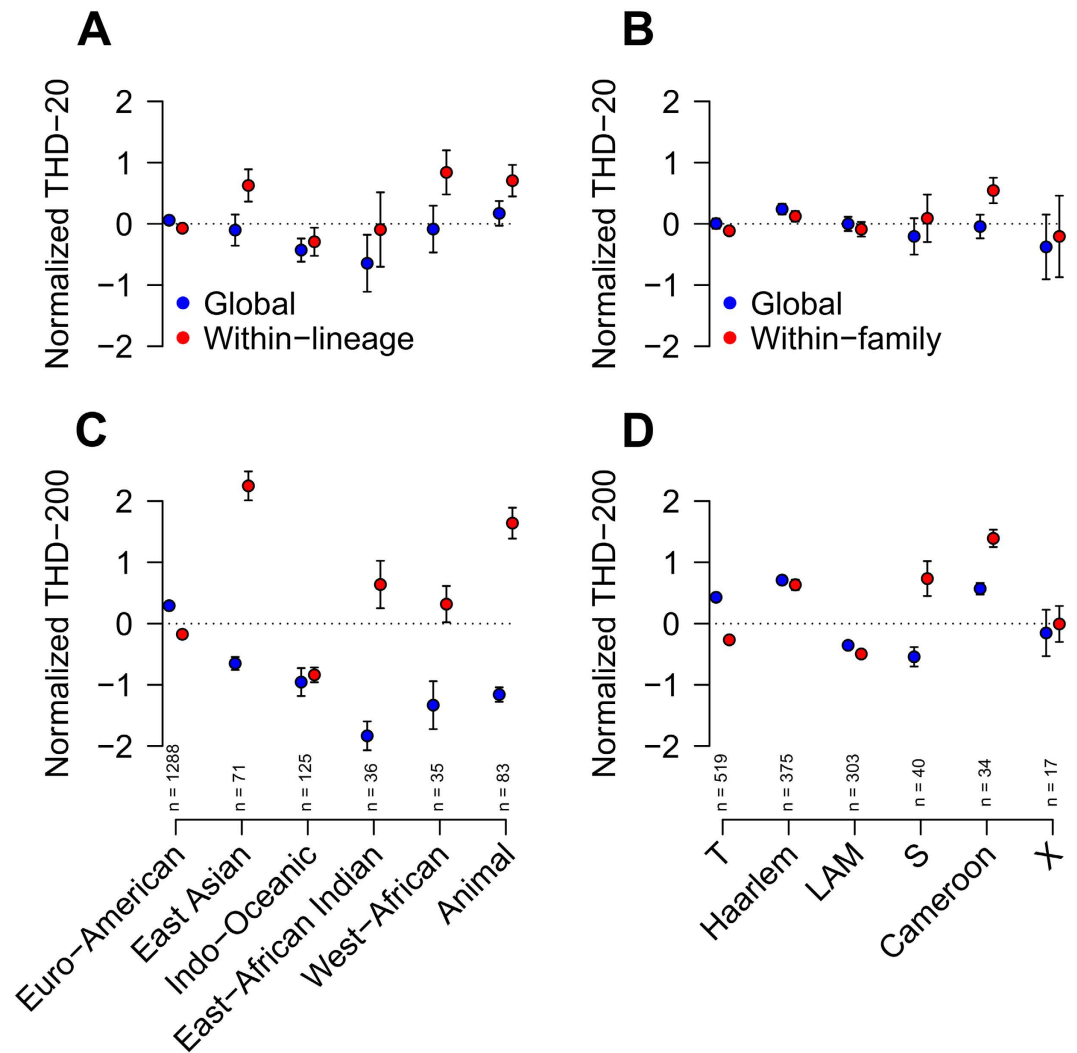 A
Normalized THD−20
2
1
0
−1
−2
Global
Within−lineage
B
Normalized THD−20
2
1
0
−1
−2
Global
Within−family
C
Normalized THD−200
2
1
0
−1
−2
n = 1288
n = 71
n = 125
n = 36
n = 35
n = 83
Euro−American
East Asian
Indo−Oceanic
East−African Indian
West−African
Animal
D
Normalized THD−200
2
1
0
−1
−2
n = 519
n = 375
n = 303
n = 40
n = 34
n = 17
T
Haarlem
LAM
S
Cameroon
X